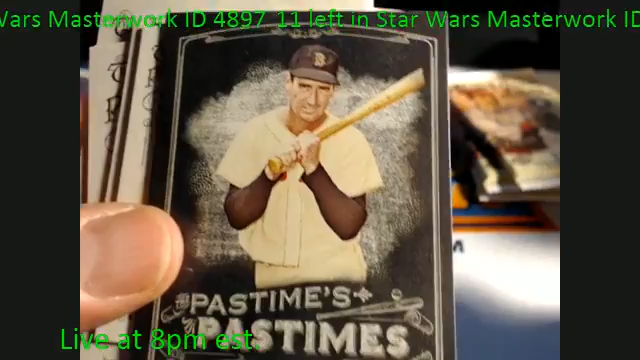 Wars Masterwork ID 4897 11 left in Star Wars Masterwork ID
B
PASTIME'S
PASTIMES
Live at 8pm est.